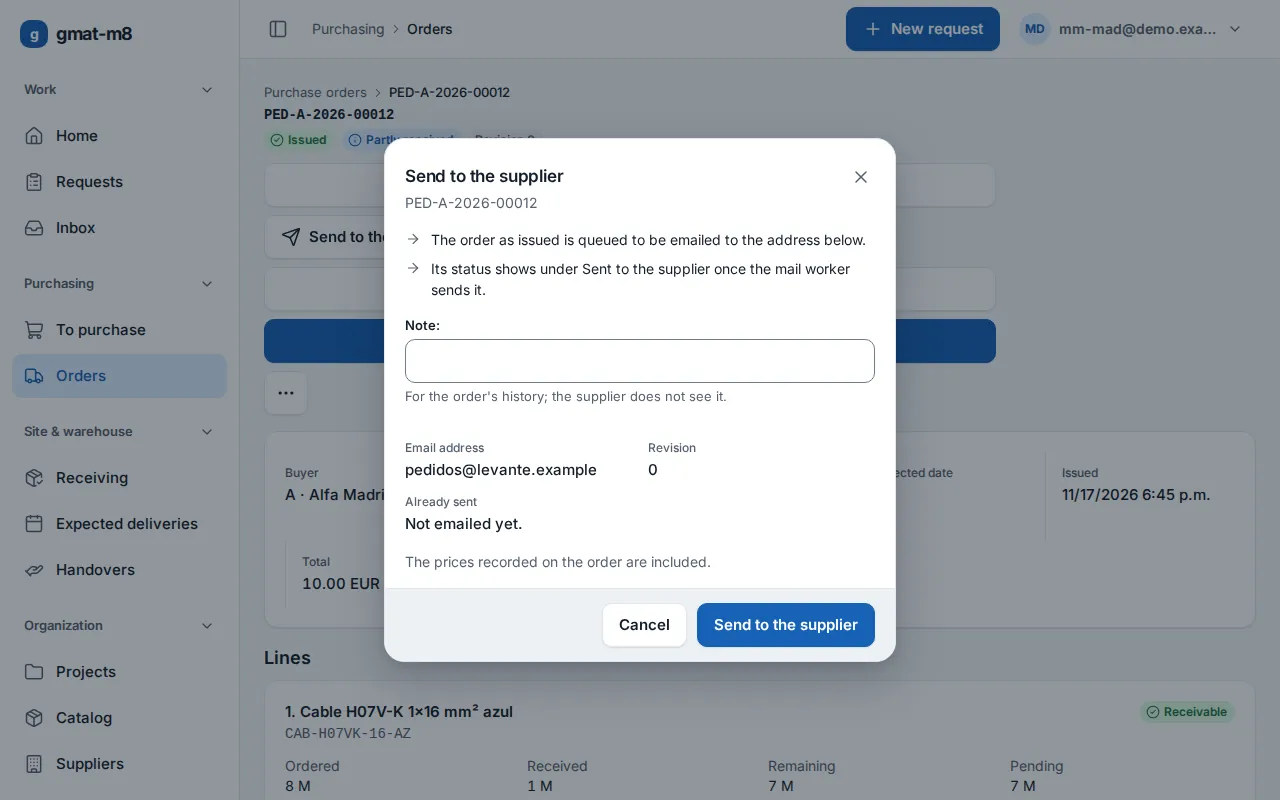 g gmat-m8
Purchasing > Orders
New request
MD mm-mad@demo.exa...
Work
Home
Requests
Inbox
Purchasing
To purchase
Orders
Site & warehouse
Receiving
Expected deliveries
Handovers
Organization
Projects
Catalog
Suppliers
Purchase orders > PED-A-2026-00012
PED-A-2026-00012
Issued
Send to the
Buyer
A · Alfa Madri
ected date
Issued
11/17/2026 6:45 p.m.
Total
10.00 EUR
Send to the supplier
PED-A-2026-00012
The order as issued is queued to be emailed to the address below.
Its status shows under Sent to the supplier once the mail worker
sends it.
Note:
For the order's history; the supplier does not see it.
Email address
pedidos@levante.example
Revision
0
Already sent
Not emailed yet.
The prices recorded on the order are included.
Cancel
Send to the supplier
Lines
1. Cable H07V-K 1×16 mm² azul
CAB-H07VK-16-AZ
Receivable
Ordered
8 M
Received
1 M
Remaining
7 M
Pending
7 M